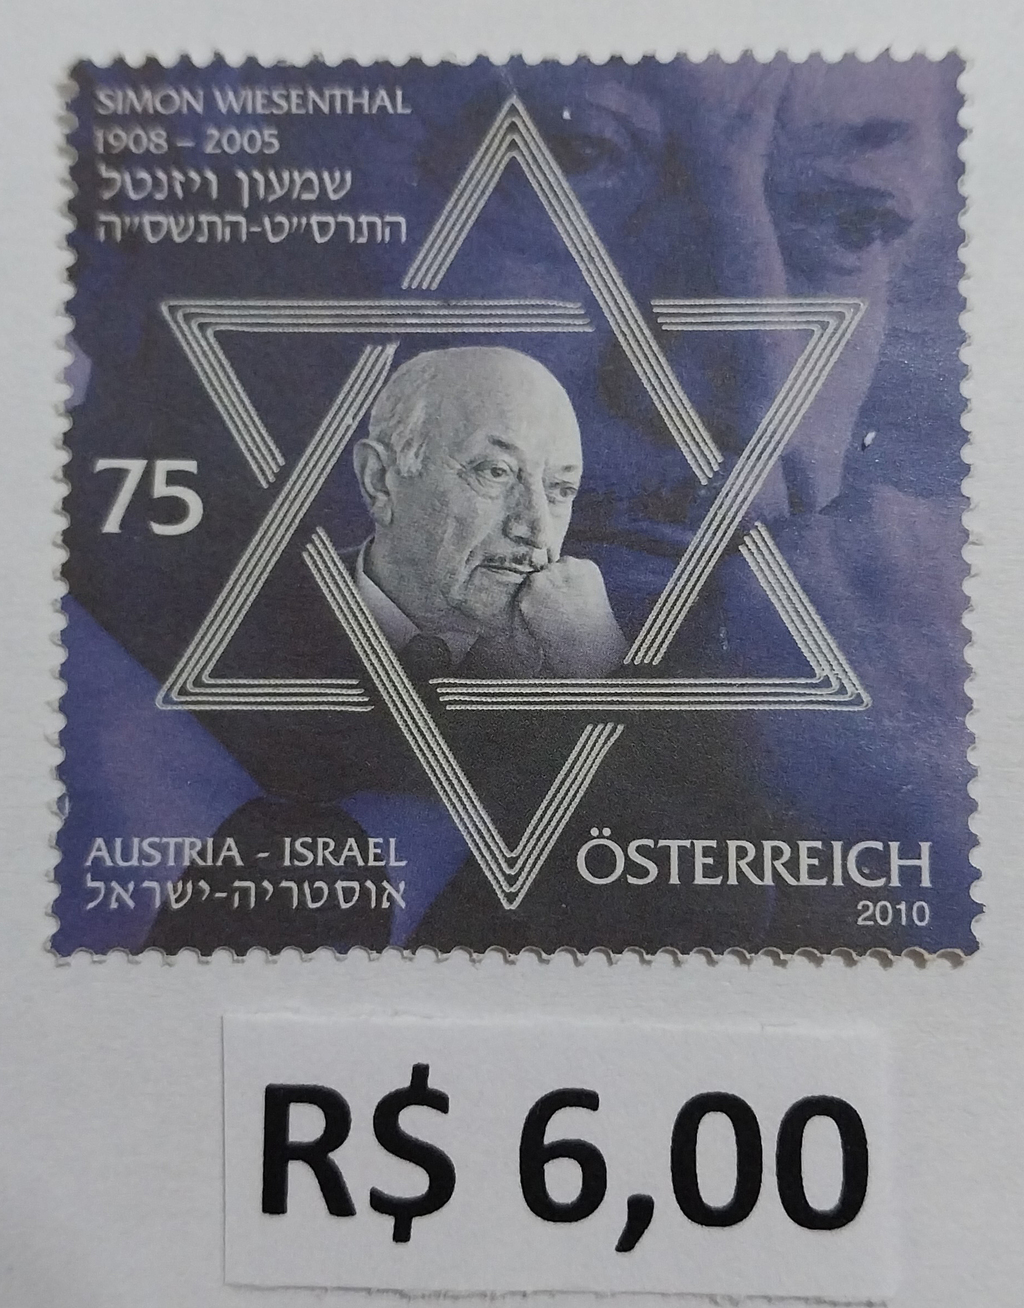 SIMON WIESENTHAL
1908 – 2005
שמעון ויזנטל
התרס״ט-התשס״ה
75
AUSTRIA - ISRAEL
אוסטריה-ישראל
ÖSTERREICH
2010
R$ 6,00